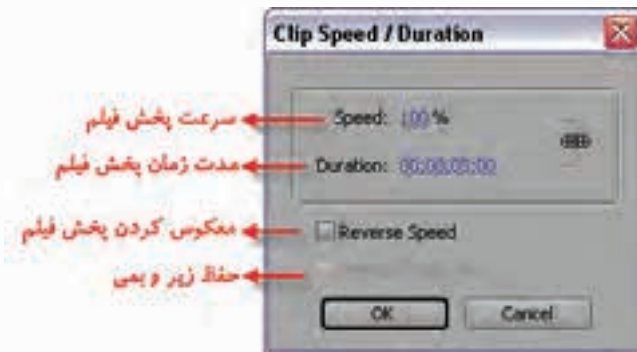 Clip Speed / Duration
سرعت پخش فیلم
Speed: 100 %
مدت زمان پخش فیلم
Duration: 00;00;05;00
معکوس کردن پخش فیلم
Reverse Speed
حفظ زیر و بمی
OK
Cancel